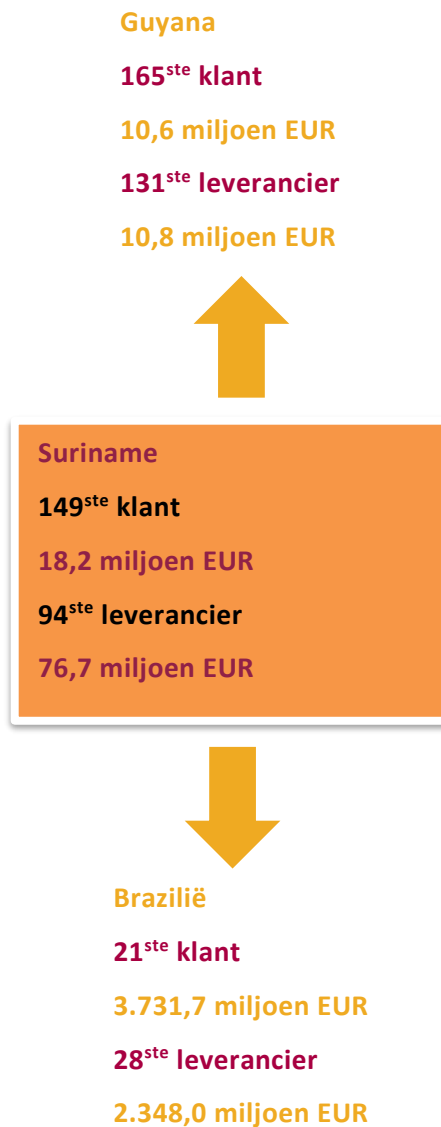 Guyana
165ste klant
10,6 miljoen EUR
131ste leverancier
10,8 miljoen EUR
Suriname
149ste klant
18,2 miljoen EUR
94ste leverancier
76,7 miljoen EUR
Brazilië
21ste klant
3.731,7 miljoen EUR
28ste leverancier
2.348,0 miljoen EUR